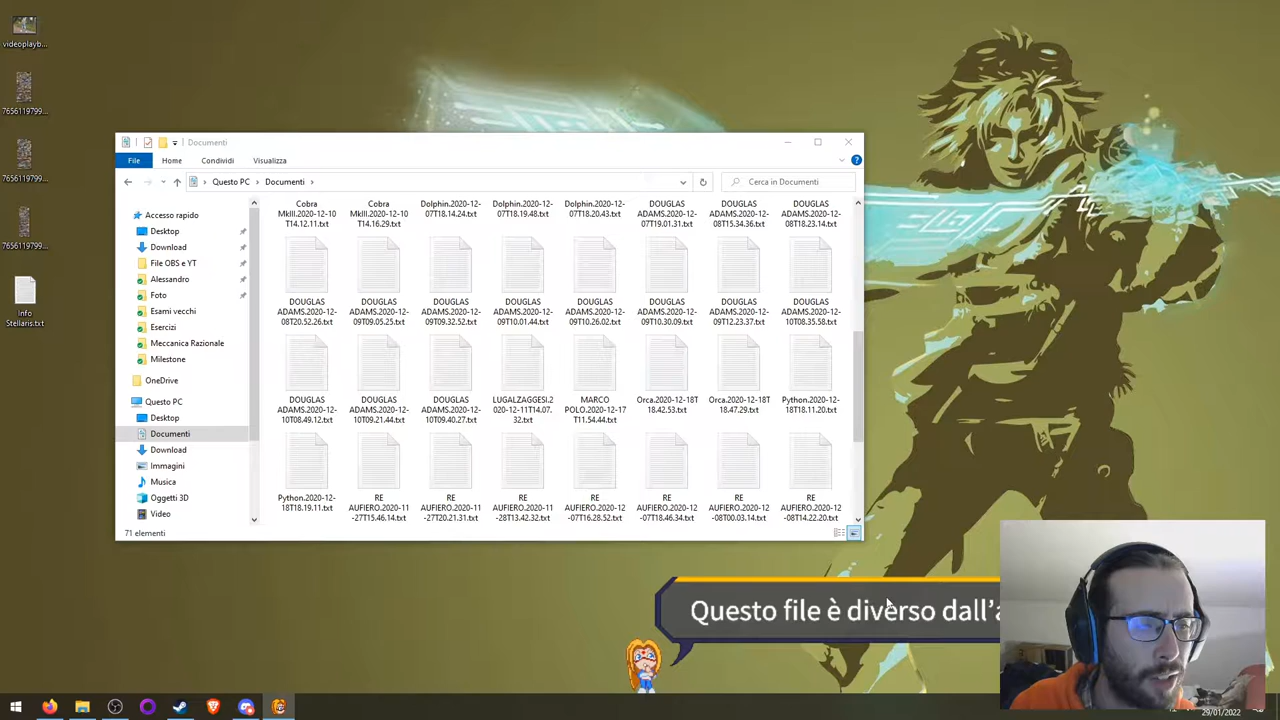 videoplayb...
7656119799...
7656119799...
7656119799...
Info
Stellaris.txt
Documenti
File
Home
Condividi
Visualizza
Questo PC
Documenti
Cerca in Documenti
Accesso rapido
Desktop
Download
File OBS e YT
Alessandro
Foto
Esami vecchi
Esercizi
Meccanica Razionale
Milestone
OneDrive
Questo PC
Desktop
Documenti
Download
Immagini
Musica
Oggetti 3D
Video
Cobra
MkIII.2020-12-10
T14.12.11.txt
Cobra
MkIII.2020-12-10
T14.16.29.txt
Dolphin.2020-12-
07T18.14.24.txt
Dolphin.2020-12-
07T18.19.48.txt
Dolphin.2020-12-
07T18.20.43.txt
DOUGLAS
ADAMS.2020-12-
07T19.01.31.txt
DOUGLAS
ADAMS.2020-12-
08T15.34.36.txt
DOUGLAS
ADAMS.2020-12-
08T18.23.14.txt
DOUGLAS
ADAMS.2020-12-
08T20.52.26.txt
DOUGLAS
ADAMS.2020-12-
09T09.05.25.txt
DOUGLAS
ADAMS.2020-12-
09T09.32.52.txt
DOUGLAS
ADAMS.2020-12-
09T10.01.44.txt
DOUGLAS
ADAMS.2020-12-
09T10.26.02.txt
DOUGLAS
ADAMS.2020-12-
09T10.30.09.txt
DOUGLAS
ADAMS.2020-12-
09T12.23.37.txt
DOUGLAS
ADAMS.2020-12-
10T08.35.58.txt
DOUGLAS
ADAMS.2020-12-
10T08.49.12.txt
DOUGLAS
ADAMS.2020-12-
10T09.21.44.txt
DOUGLAS
ADAMS.2020-12-
10T09.40.27.txt
LUGALZAGGESI.2
020-12-11T14.07.
32.txt
MARCO
POLO.2020-12-17
T11.54.44.txt
Orca.2020-12-18T
18.42.53.txt
Orca.2020-12-18T
18.47.29.txt
Python.2020-12-
18T18.11.20.txt
Python.2020-12-
18T18.19.11.txt
RE
AUFIERO.2020-11
-27T15.46.14.txt
RE
AUFIERO.2020-11
-27T20.21.31.txt
RE
AUFIERO.2020-11
-28T13.42.32.txt
RE
AUFIERO.2020-12
-07T16.28.52.txt
RE
AUFIERO.2020-12
-07T18.46.34.txt
RE
AUFIERO.2020-12
-08T00.03.14.txt
RE
AUFIERO.2020-12
-08T14.22.20.txt
71 elementi
Questo file è diverso dall'a
29/01/2022